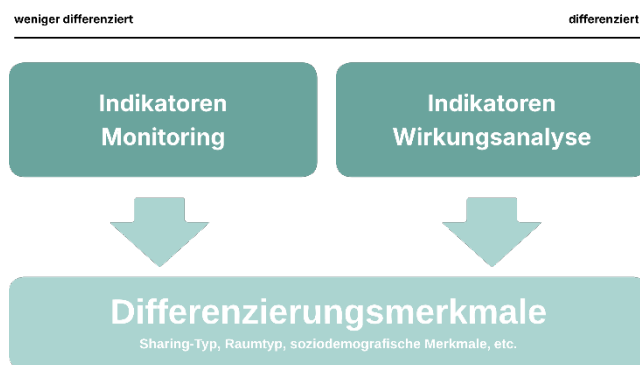 weniger differenziert
differenziert
Indikatoren
Monitoring
Indikatoren
Wirkungsanalyse
Differenzierungsmerkmale
Sharing-Typ, Raumtyp, soziodemografische Merkmale, etc.